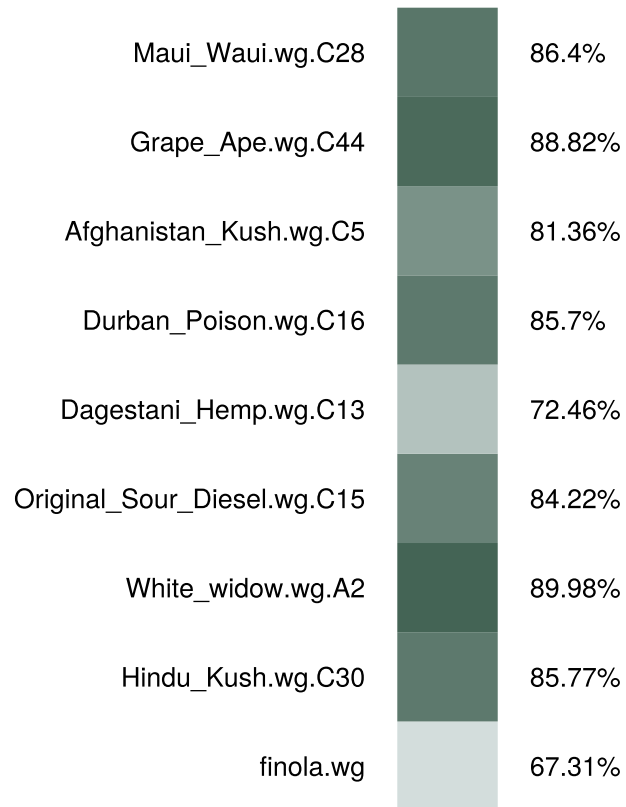 Maui_Waui.wg.C28 86.4%
Grape_Ape.wg.C44 88.82%
Afghanistan_Kush.wg.C5 81.36%
Durban_Poison.wg.C16 85.7%
Dagestani_Hemp.wg.C13 72.46%
Original_Sour_Diesel.wg.C15 84.22%
White_widow.wg.A2 89.98%
Hindu_Kush.wg.C30 85.77%
finola.wg 67.31%